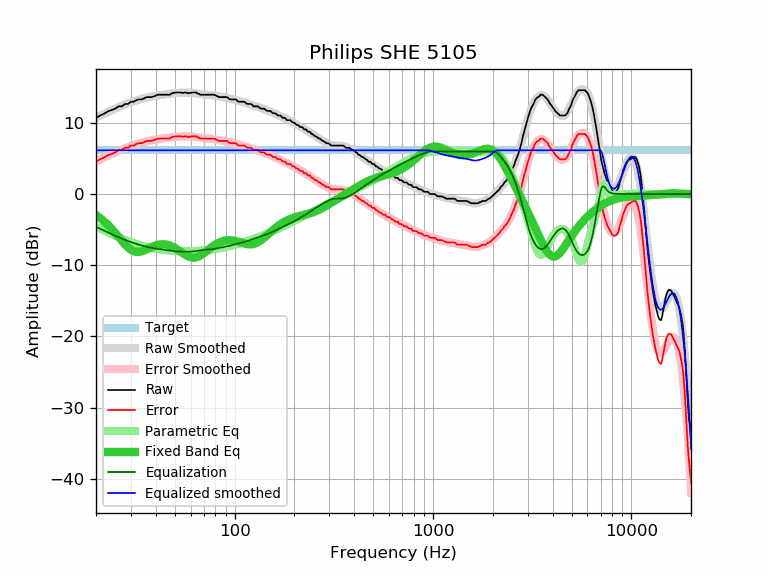 Philips SHE 5105
Amplitude (dBr)
10
0
−10
−20
−30
−40
Target
Raw Smoothed
Error Smoothed
Raw
Error
Parametric Eq
Fixed Band Eq
Equalization
Equalized smoothed
100
1000
10000
Frequency (Hz)